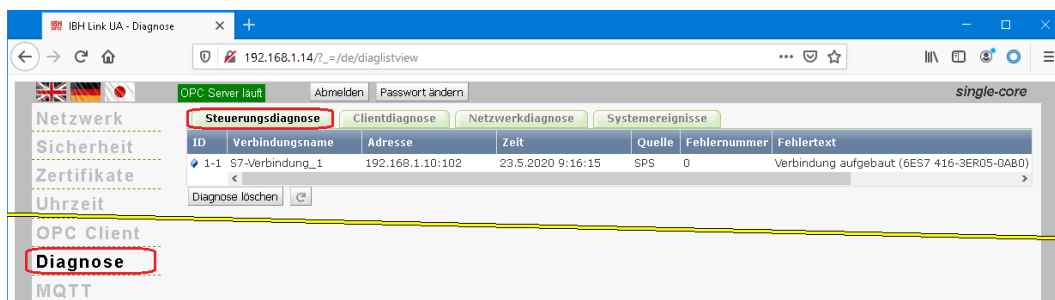 IBH Link UA - Diagnose
192.168.1.14/?_=/de/diaglistview
OPC Server läuft Abmelden Passwort ändern single-core
Netzwerk
Sicherheit
Zertifikate
Uhrzeit
OPC Client
Diagnose
MQTT
Steuerungsdiagnose Clientdiagnose Netzwerkdiagnose Systemereignisse
ID Verbindungsname Adresse Zeit Quelle Fehlernummer Fehlertext
1-1 S7-Verbindung_1 192.168.1.10:102 23.5.2020 9:16:15 SPS 0 Verbindung aufgebaut (6ES7 416-3ER05-0AB0)
Diagnose löschen